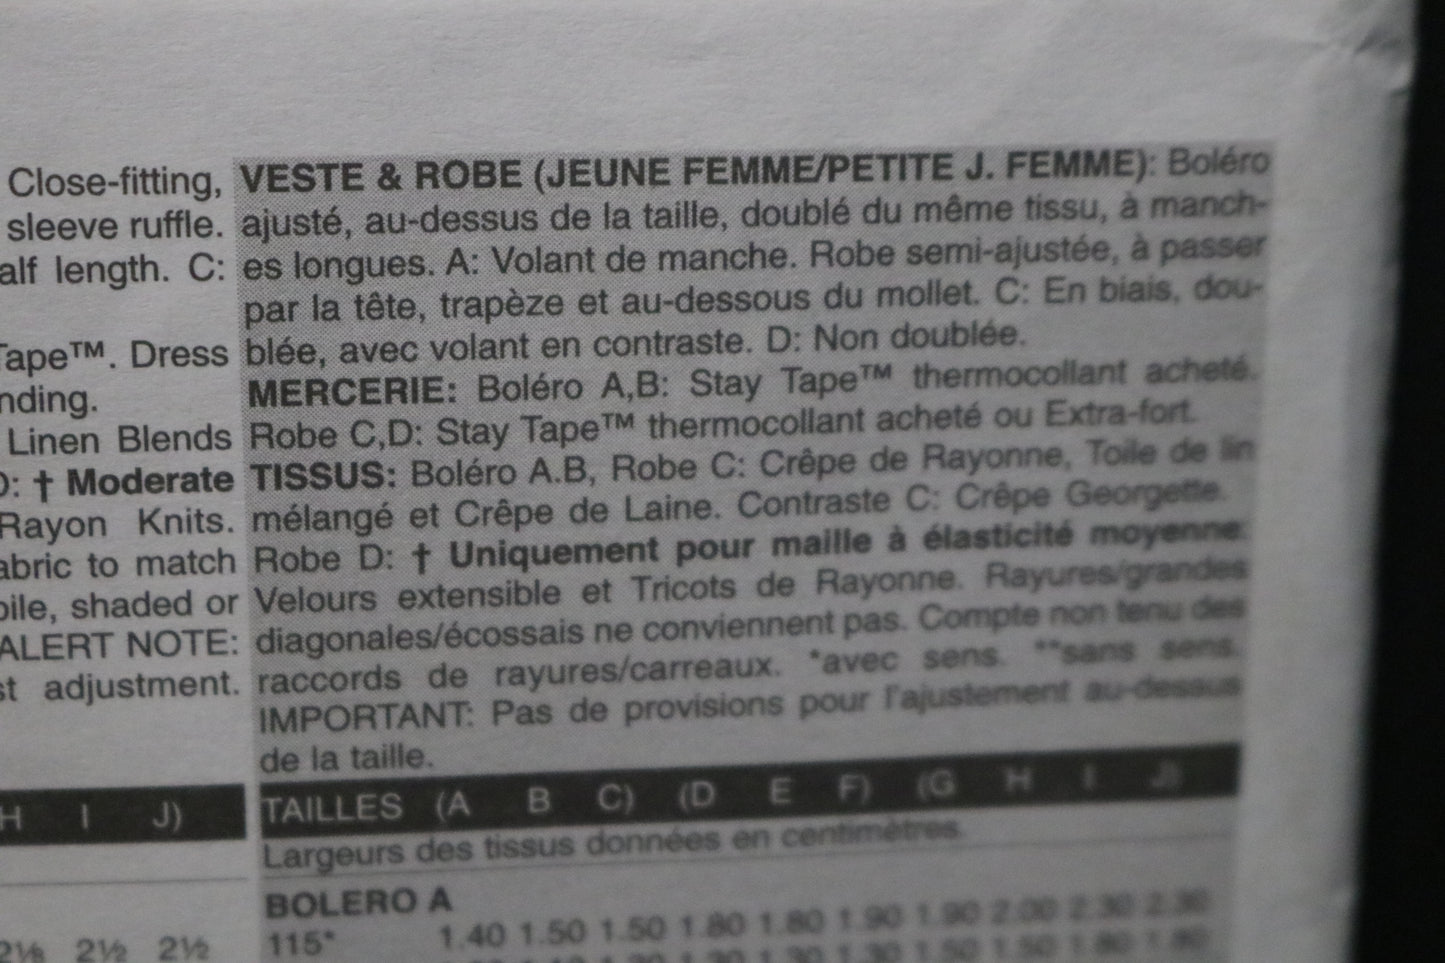 Close-fitting,
sleeve ruffle.
alf length. C:
Tape™. Dress
nding.
Linen Blends
D: † Moderate
Rayon Knits.
abric to match
pile, shaded or
ALERT NOTE:
st adjustment.
H I J)
2⅛ 2½ 2½
VESTE & ROBE (JEUNE FEMME/PETITE J. FEMME): Boléro
ajusté, au-dessus de la taille, doublé du même tissu, à manch-
es longues. A: Volant de manche. Robe semi-ajustée, à passer
par la tête, trapèze et au-dessous du mollet. C: En biais, dou-
blée, avec volant en contraste. D: Non doublée.
MERCERIE: Boléro A,B: Stay Tape™ thermocollant acheté.
Robe C,D: Stay Tape™ thermocollant acheté ou Extra-fort.
TISSUS: Boléro A.B, Robe C: Crêpe de Rayonne, Toile de lin
mélangé et Crêpe de Laine. Contraste C: Crêpe Georgette.
Robe D: † Uniquement pour maille à élasticité moyenne:
Velours extensible et Tricots de Rayonne. Rayures/grandes
diagonales/écossais ne conviennent pas. Compte non tenu des
raccords de rayures/carreaux. *avec sens. **sans sens.
IMPORTANT: Pas de provisions pour l'ajustement au-dessus
de la taille.
TAILLES (A B C) (D E F) (G H I J)
Largeurs des tissus données en centimètres.
BOLERO A
115* 1.40 1.50 1.50 1.80 1.80 1.90 1.90 2.00 2.30 2.30